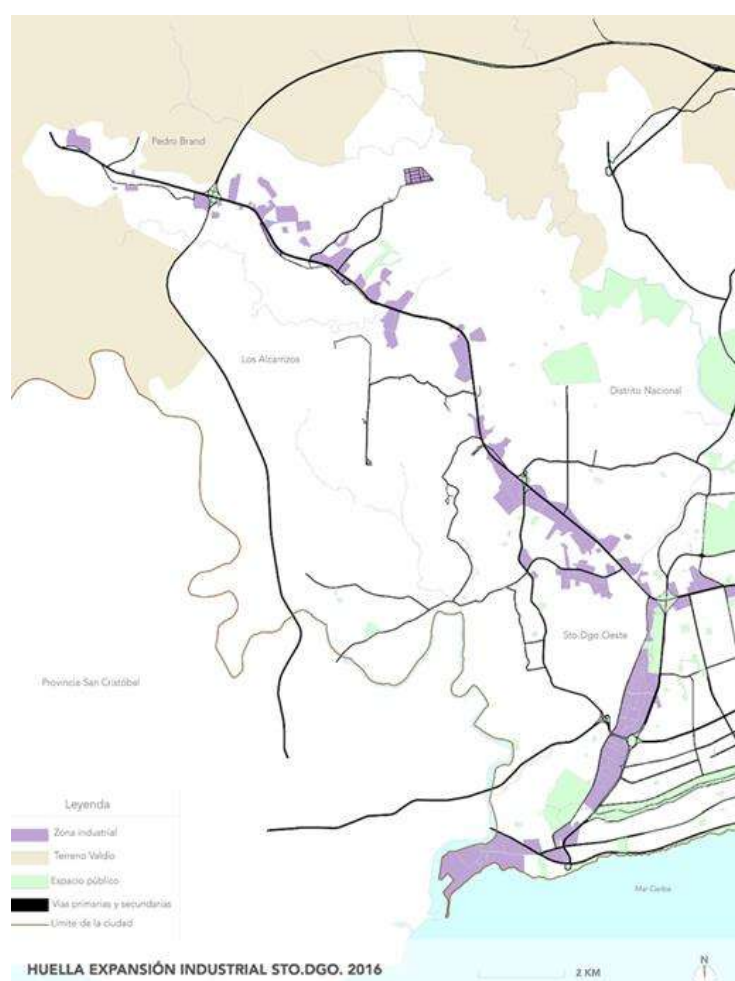 Pedro Brand
Los Alcarrizos
Distrito Nacional
Sto.Dgo Oeste
Provincia San Cristóbal
Leyenda
Zona industrial
Terreno Valdío
Espacio público
Vías primarias y secundarias
Límite de la ciudad
Mar Caribe
HUELLA EXPANSIÓN INDUSTRIAL STO.DGO. 2016
2 KM
N